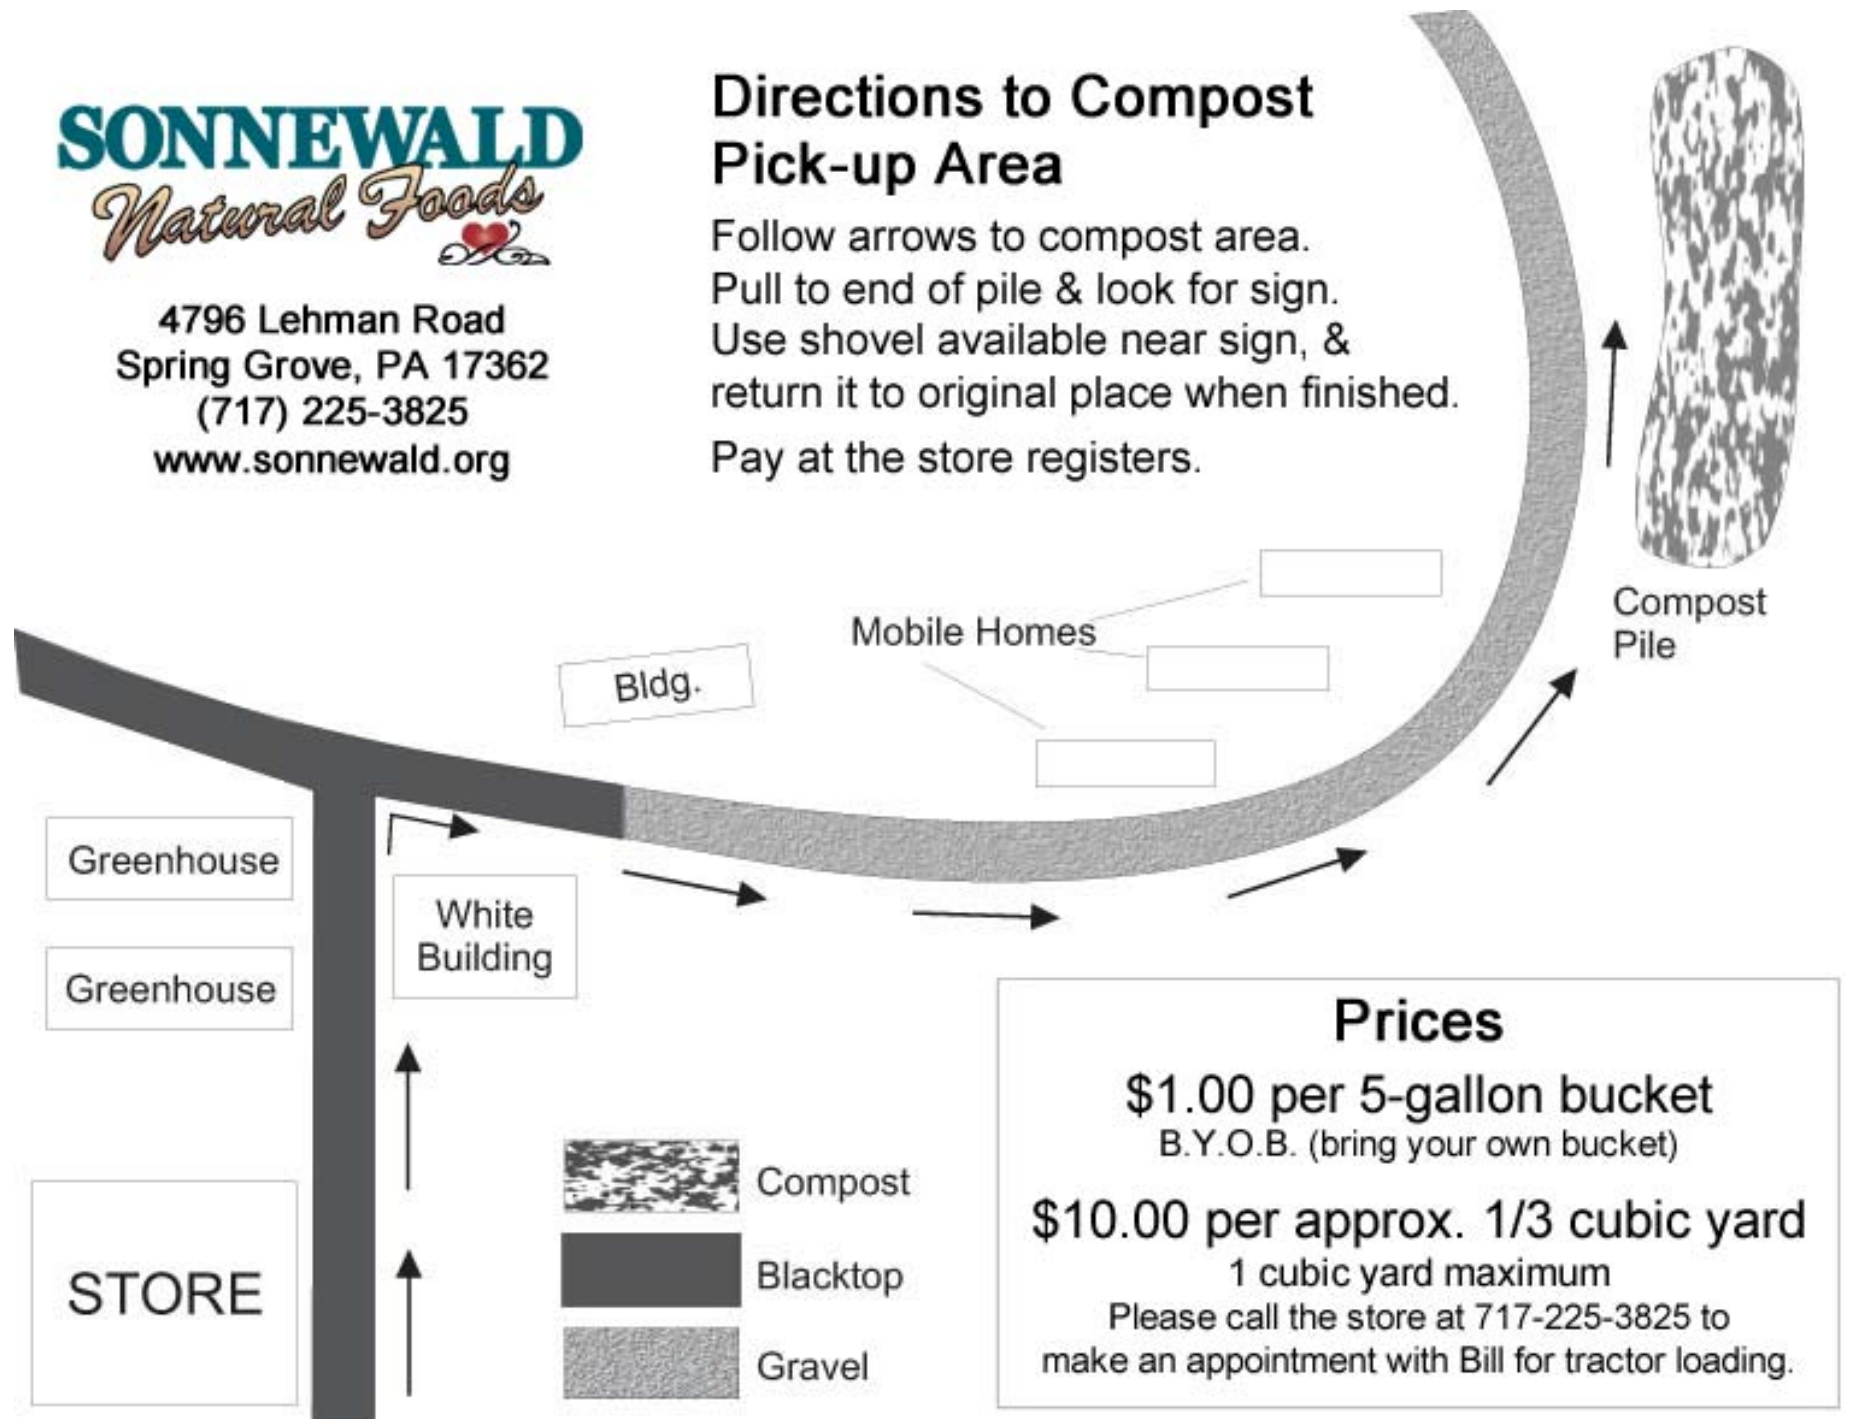 SONNEWALD
Natural Foods
4796 Lehman Road
Spring Grove, PA 17362
(717) 225-3825
www.sonnewald.org
Directions to Compost
Pick-up Area
Follow arrows to compost area.
Pull to end of pile & look for sign.
Use shovel available near sign, &
return it to original place when finished.
Pay at the store registers.
Compost
Pile
Mobile Homes
Bldg.
Greenhouse
White
Building
Greenhouse
STORE
Compost
Blacktop
Gravel
Prices
$1.00 per 5-gallon bucket
B.Y.O.B. (bring your own bucket)
$10.00 per approx. 1/3 cubic yard
1 cubic yard maximum
Please call the store at 717-225-3825 to
make an appointment with Bill for tractor loading.